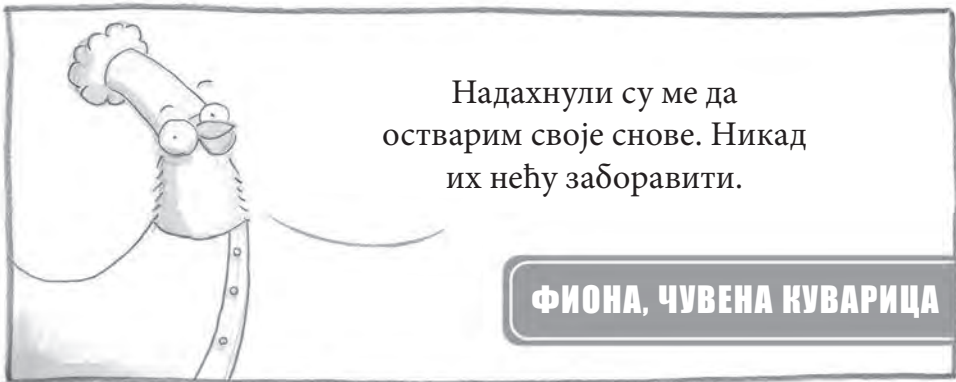 Надахнули су ме да
остварим своје снове. Никад
их нећу заборавити.
ФИОНА, ЧУВЕНА КУВАРИЦА